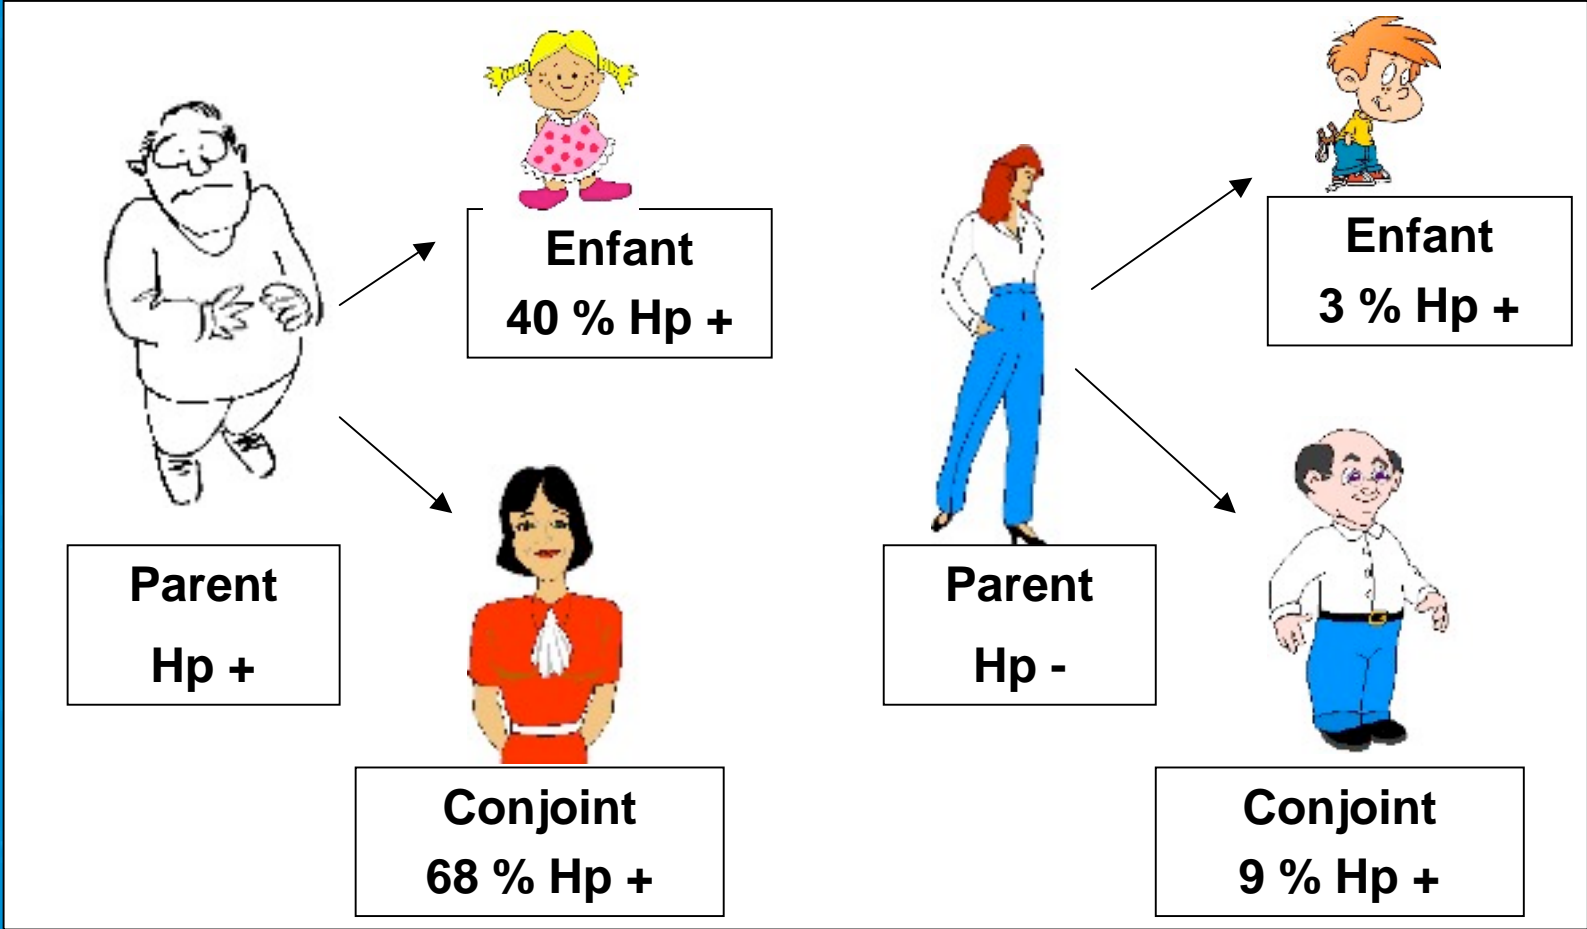 Parent
Hp +
Enfant
40 % Hp +
Conjoint
68 % Hp +
Parent
Hp -
Enfant
3 % Hp +
Conjoint
9 % Hp +